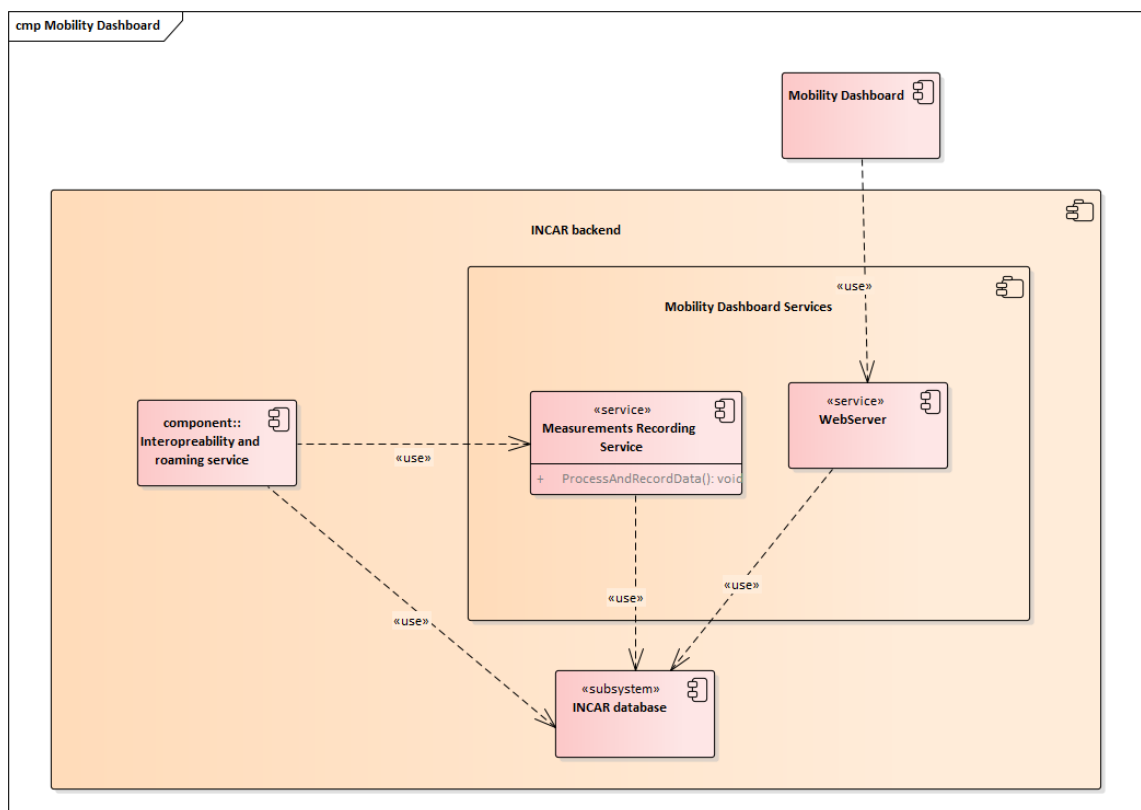 cmp Mobility Dashboard
Mobility Dashboard
INCAR backend
«use»
Mobility Dashboard Services
«service»
WebServer
«service»
Measurements Recording
Service
+ ProcessAndRecordData(): void
component::
Interopreability and
roaming service
«use»
«use»
«use»
«use»
«subsystem»
INCAR database